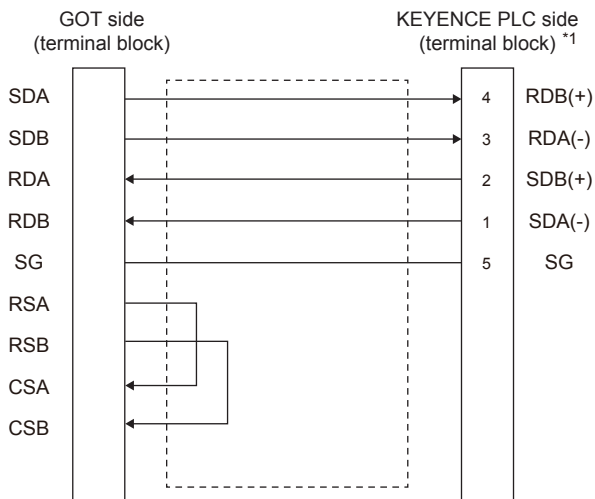 GOT side
(terminal block)
KEYENCE PLC side
(terminal block) *1
SDA 4 RDB(+)
SDB 3 RDA(-)
RDA 2 SDB(+)
RDB 1 SDA(-)
SG 5 SG
RSA
RSB
CSA
CSB